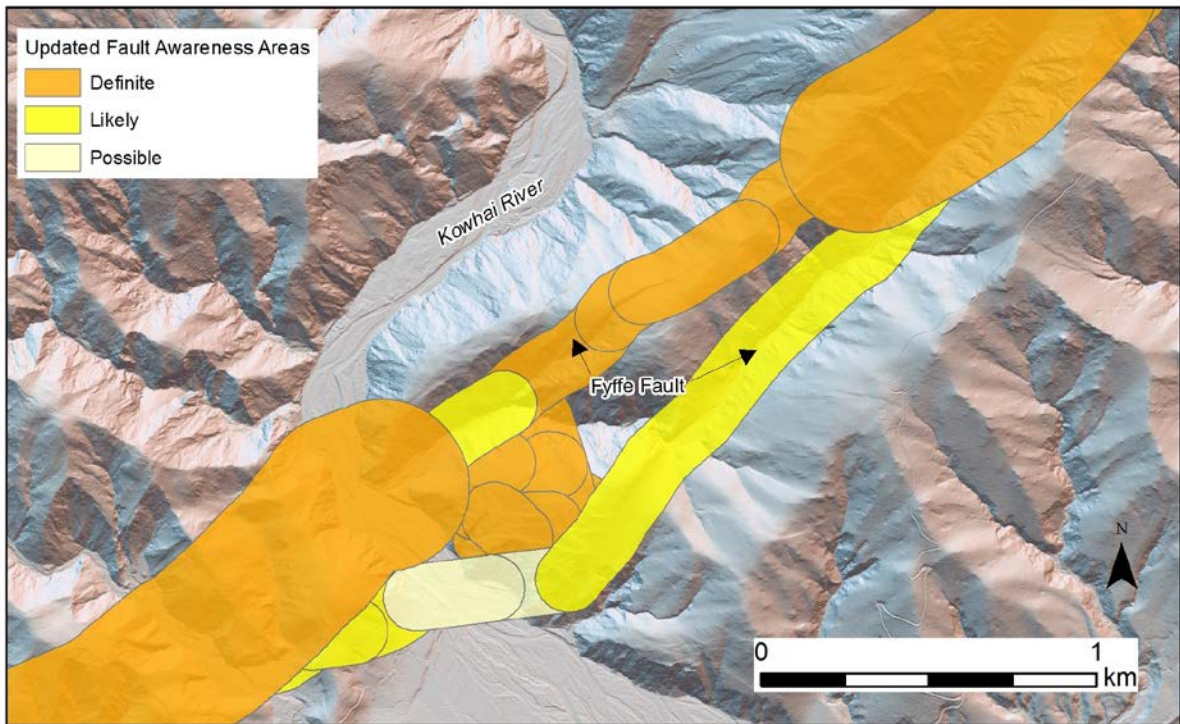 Updated Fault Awareness Areas
Definite
Likely
Possible
Kowhai River
Fyffe Fault
N
0 1
km